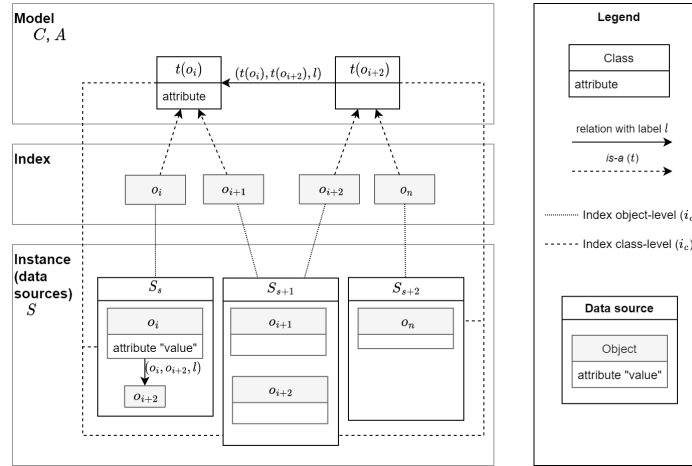 Model
C, A
t(o_i)
attribute
(t(o_i), t(o_{i+2}), l)
t(o_{i+2})
Index
o_i
o_{i+1}
o_{i+2}
o_n
Instance
(data
sources)
S
S_s
o_i
attribute "value"
(o_i, o_{i+2}, l)
o_{i+2}
S_{s+1}
o_{i+1}
o_{i+2}
S_{s+2}
o_n
Legend
Class
attribute
relation with label l
is-a (t)
Index object-level (i_
Index class-level (i_c)
Data source
Object
attribute "value"